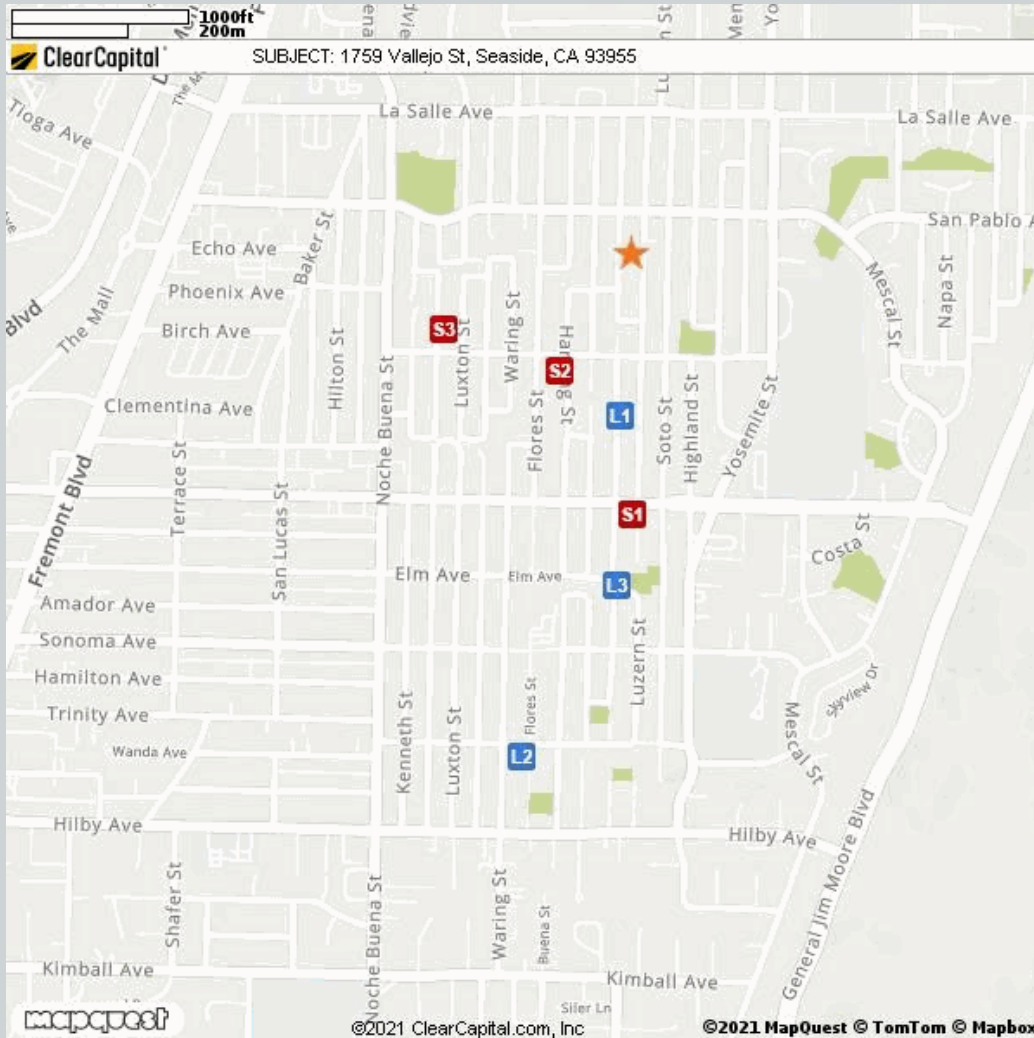 1000ft
200m
ClearCapital
SUBJECT: 1759 Vallejo St, Seaside, CA 93955
Tioga Ave
The
La Salle Ave
La Salle Ave
San Pablo A
Echo Ave
Baker St
Phoenix Ave
Birch Ave
The Mall
Blvd
Hilton St
S3
Luxton St
Waring St
S2
St
Mescal St
Napa St
Clementina Ave
Noche Buena St
Flores St
L1
Soto St
Highland St
Yosemite St
Fremont Blvd
Terrace St
San Lucas St
S1
Costa St
Elm Ave
Elm Ave
L3
Amador Ave
Sonoma Ave
Hamilton Ave
Trinity Ave
Wanda Ave
Kenneth St
Luxton St
Flores St
Luzern St
L2
Skyview Dr
Mescal St
Hilby Ave
Hilby Ave
General Jim Moore Blvd
Shafer St
Noche Buena St
Waring St
Buena St
Kimball Ave
Kimball Ave
Siler Ln
mapquest
©2021 ClearCapital.com, Inc
©2021 MapQuest © TomTom © Mapbox